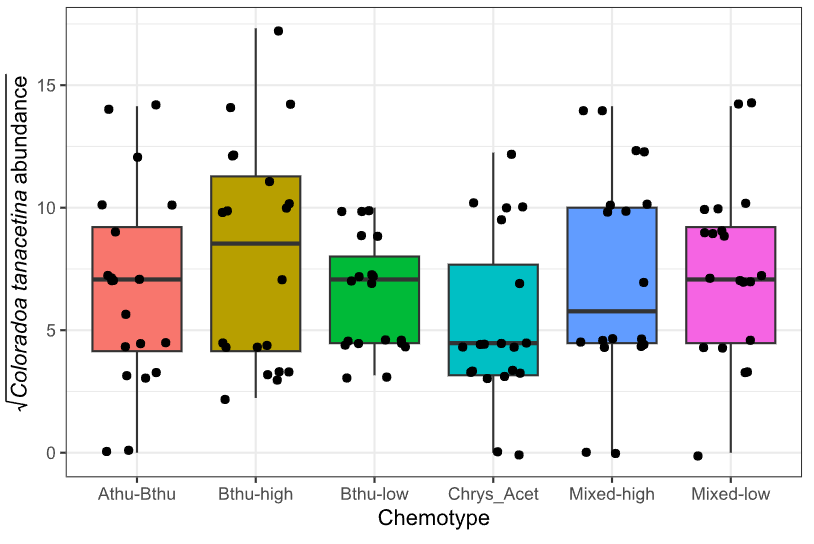 √Coloradoa tanacetina abundance
15
10
5
0
Athu-Bthu Bthu-high Bthu-low Chrys_Acet Mixed-high Mixed-low
Chemotype